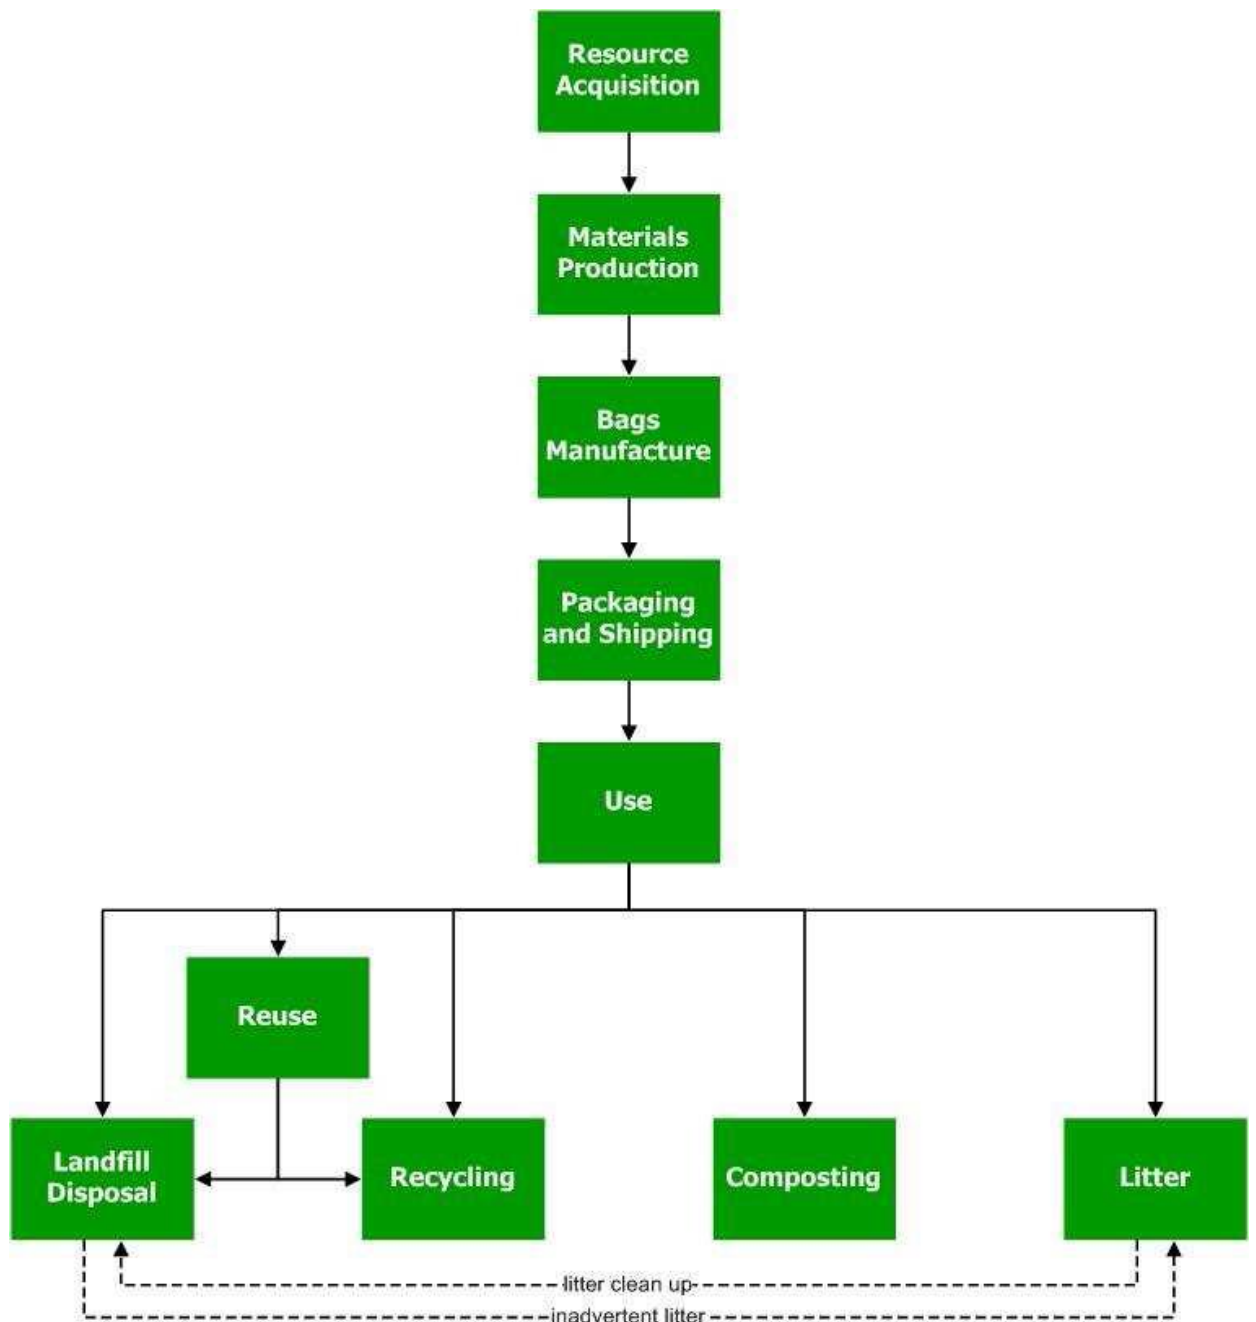 Resource
Acquisition
Materials
Production
Bags
Manufacture
Packaging
and Shipping
Use
Reuse
Landfill
Disposal
Recycling
Composting
Litter
litter clean up
inadvertent litter